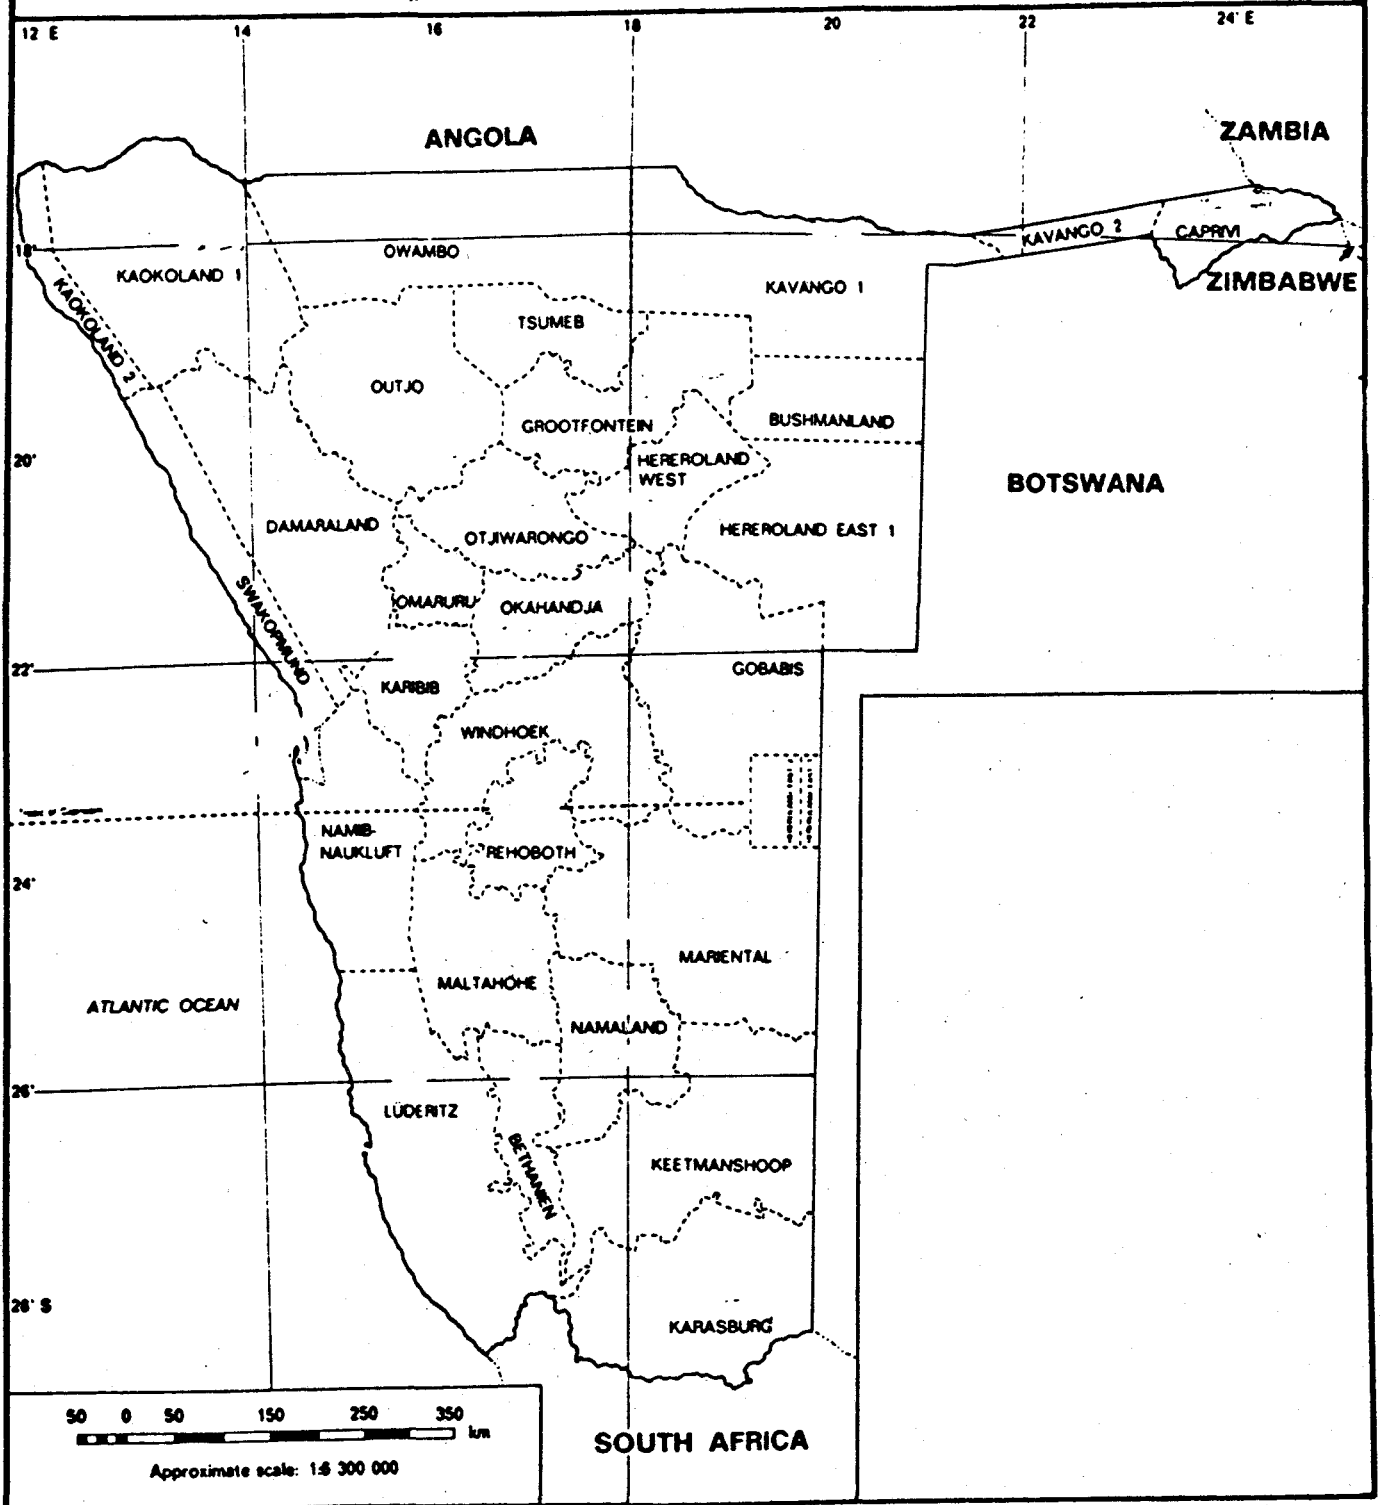 12 E
14
16
18
20
22
24° E
ANGOLA
ZAMBIA
18°
OWAMBO
KAOKOLAND 1
KAVANGO 2
CAPRIVI
ZIMBABWE
KAVANGO 1
KAOKOLAND 2
TSUMEB
OUTJO
GROOTFONTEIN
BUSHMANLAND
20°
HEREROLAND
WEST
BOTSWANA
DAMARALAND
OTJIWARONGO
HEREROLAND EAST 1
SWAKOPMUND
OMARURU
OKAHANDJA
22°
KARIBIB
GOBABIS
WINDHOEK
NAMIB-
NAUKLUFT
REHOBOTH
24°
MALTAHÖHE
MARIENTAL
ATLANTIC OCEAN
NAMALAND
26°
LÜDERITZ
BETHANIEN
KEETMANSHOOP
28° S
KARASBURG
50 0 50 150 250 350
km
Approximate scale: 1:6 300 000
SOUTH AFRICA